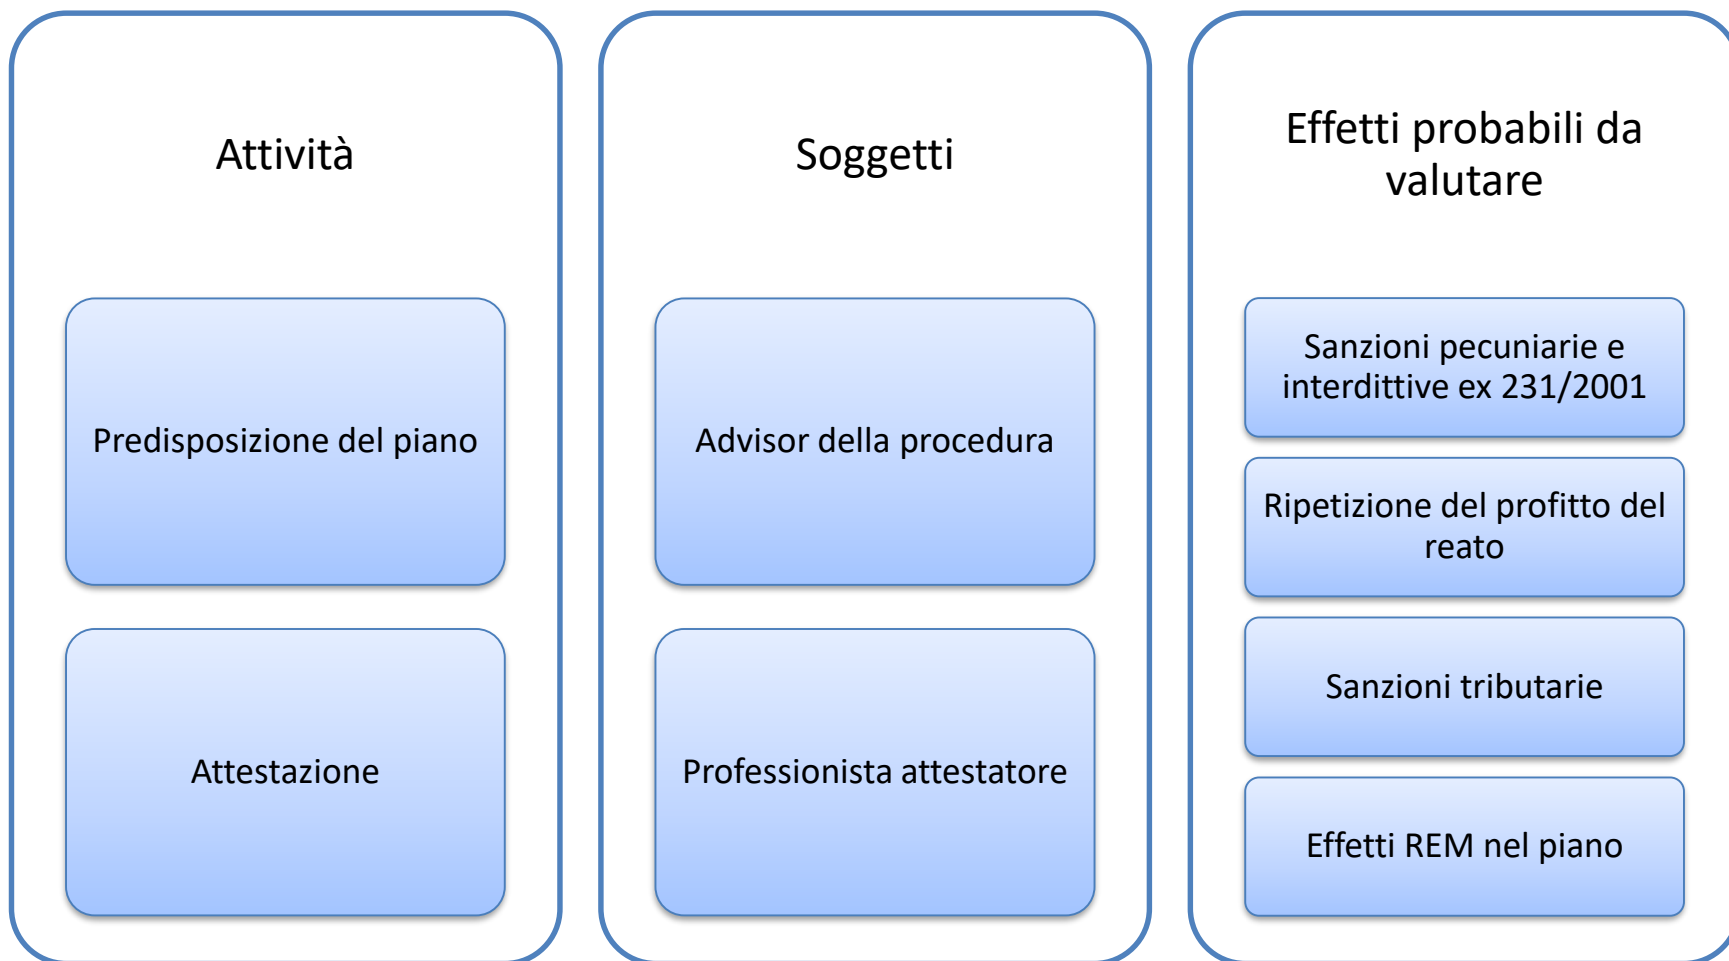 Attività
Predisposizione del piano
Attestazione
Soggetti
Advisor della procedura
Professionista attestatore
Effetti probabili da
valutare
Sanzioni pecuniarie e
interdittive ex 231/2001
Ripetizione del profitto del
reato
Sanzioni tributarie
Effetti REM nel piano